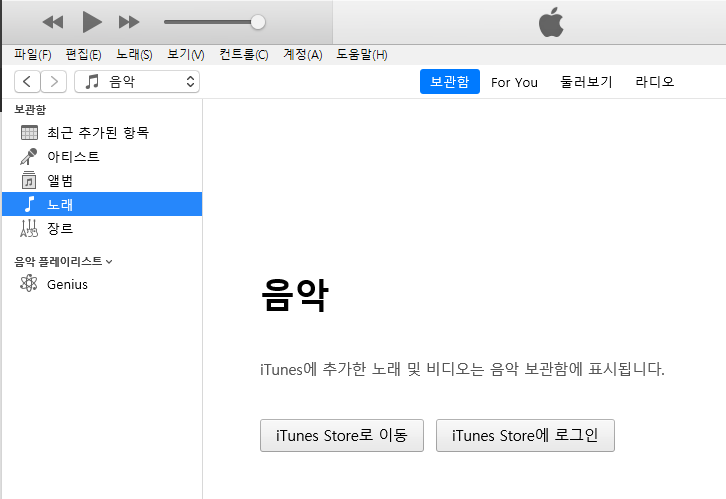 파일(F) 편집(E) 노래(S) 보기(V) 컨트롤(C) 계정(A) 도움말(H)
음악 보관함 For You 둘러보기 라디오
보관함
최근 추가된 항목
아티스트
앨범
노래
장르
음악 플레이리스트
Genius
음악
iTunes에 추가한 노래 및 비디오는 음악 보관함에 표시됩니다.
iTunes Store로 이동 iTunes Store에 로그인